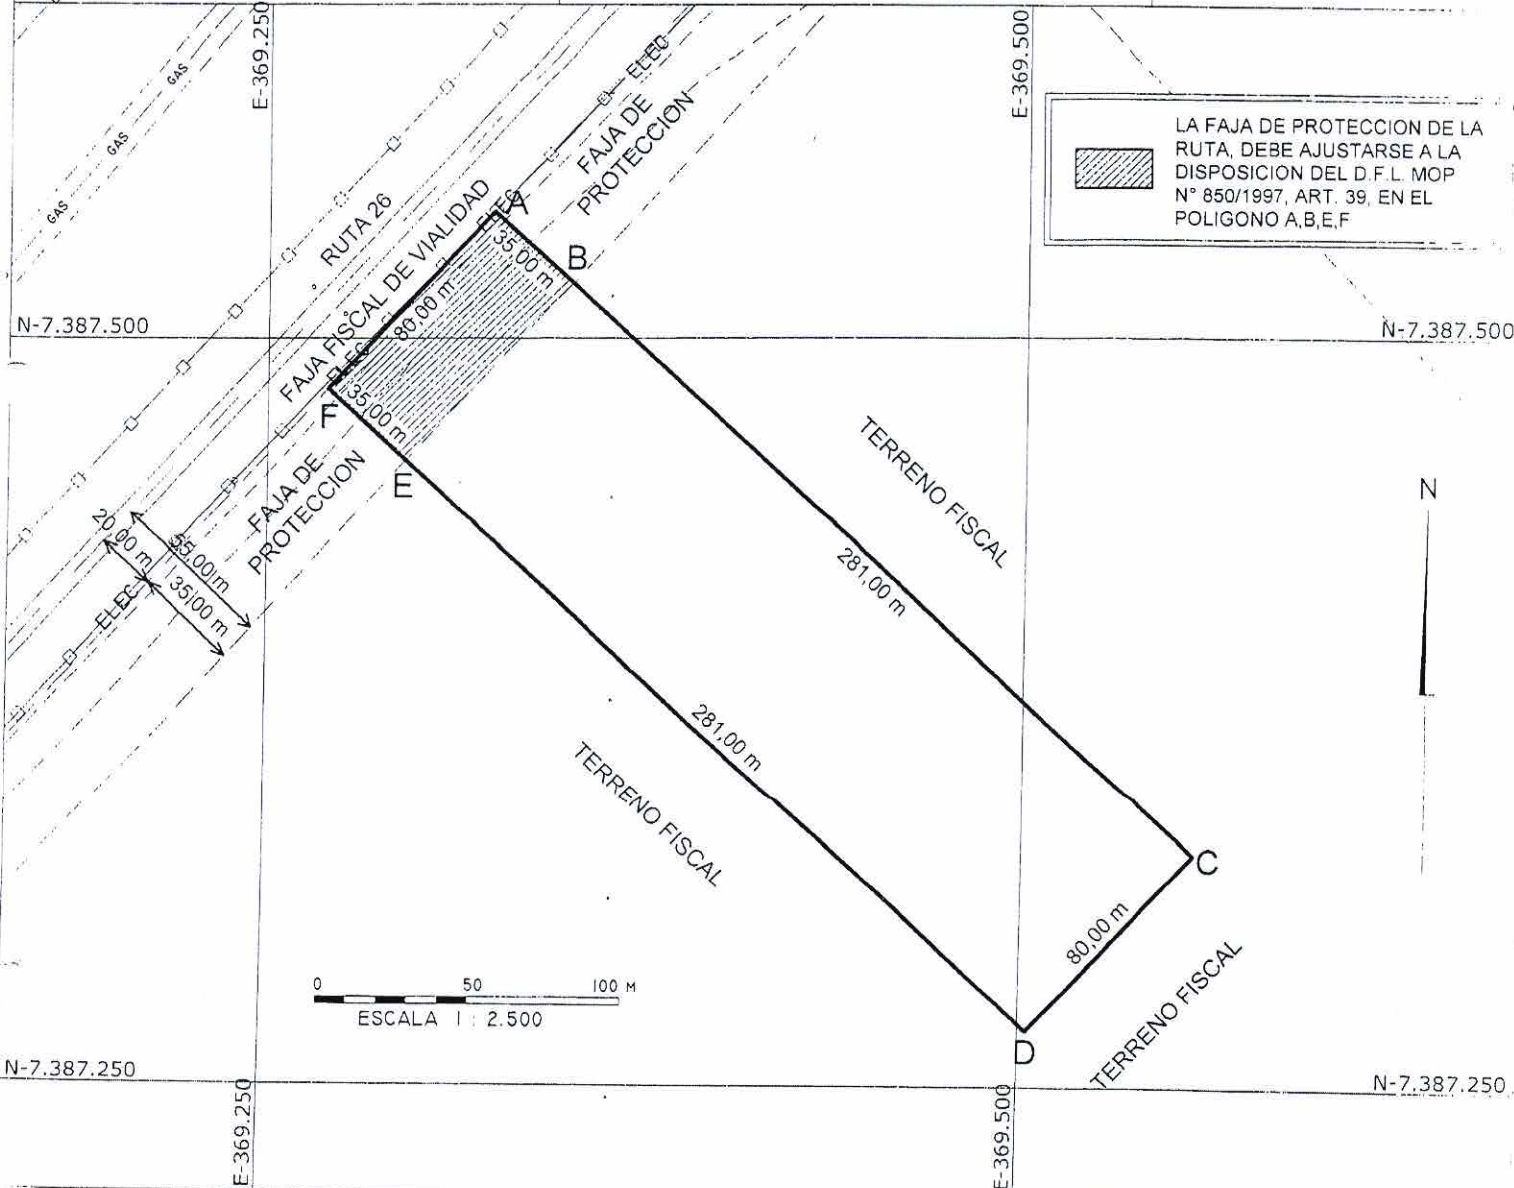 E-369.250
E-369.500
GAS
GAS
GAS
ELEC
FAJA DE
PROTECCION
LA FAJA DE PROTECCION DE LA
RUTA, DEBE AJUSTARSE A LA
DISPOSICION DEL D.F.L. MOP
N° 850/1997, ART. 39, EN EL
POLIGONO A,B,E,F
RUTA 26
FAJA FISCAL DE VIALIDAD
ELEC
A
35,00 m
B
80,00 m
N-7.387.500
N-7.387.500
ELEC
F
35,00 m
E
FAJA DE
PROTECCION
TERRENO FISCAL
N
20,00 m
55,00 m
35,00 m
ELEC
281,00 m
281,00 m
TERRENO FISCAL
C
80,00 m
TERRENO FISCAL
D
0 50 100 M
ESCALA 1 : 2.500
N-7.387.250
N-7.387.250
E-369.250
E-369.500